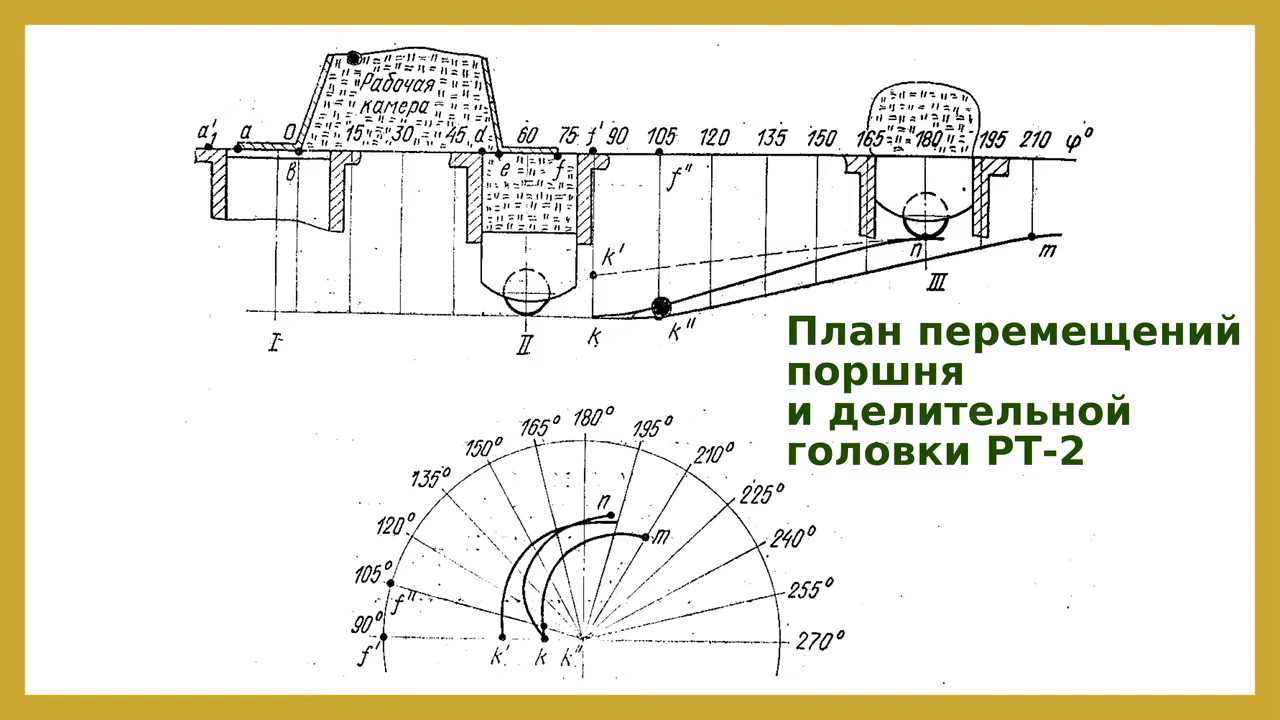 Рабочая
камера
a₁' a 0 15 30 45 d 60 75 f' 90 105 120 135 150 165 180 195 210 φ°
в e f f"
k' n m
I II k k" III
План перемещений
поршня
и делительной
головки РТ-2
180°
165° 195°
150° 210°
135° n 225°
120° m 240°
105° f" 255°
90° 270°
f' k' k k"